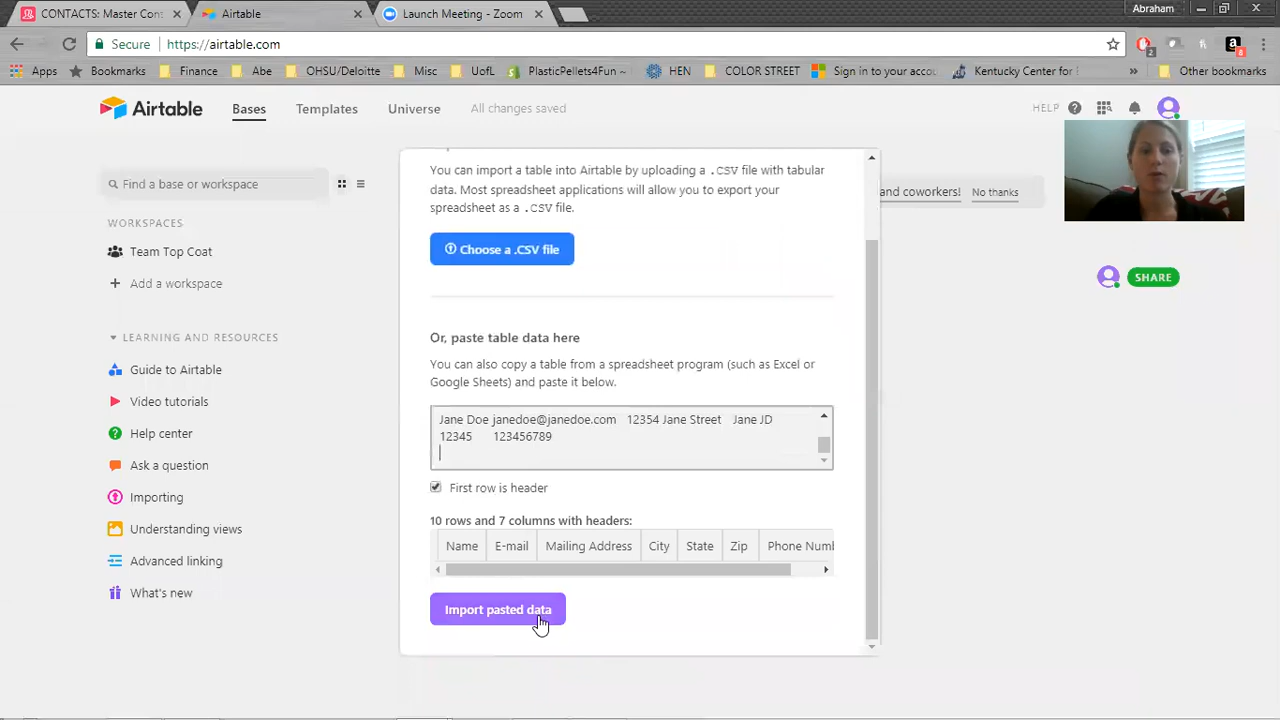 CONTACTS: Master Con
Airtable
Launch Meeting - Zoom
Abraham
Secure
https://airtable.com
2
8
Apps
Bookmarks
Finance
Abe
OHSU/Deloitte
Misc
UofL
PlasticPellets4Fun ~
HEN
COLOR STREET
Sign in to your accou
Kentucky Center for
»
Other bookmarks
Airtable
Bases
Templates
Universe
All changes saved
HELP
Find a base or workspace
WORKSPACES
Team Top Coat
Add a workspace
LEARNING AND RESOURCES
Guide to Airtable
Video tutorials
Help center
Ask a question
Importing
Understanding views
Advanced linking
What's new
You can import a table into Airtable by uploading a .CSV file with tabular
data. Most spreadsheet applications will allow you to export your
spreadsheet as a .CSV file.
Choose a .CSV file
Or, paste table data here
You can also copy a table from a spreadsheet program (such as Excel or
Google Sheets) and paste it below.
Jane Doe janedoe@janedoe.com 12354 Jane Street Jane JD
12345 123456789
First row is header
10 rows and 7 columns with headers:
Name E-mail Mailing Address City State Zip Phone Numb
Import pasted data
and coworkers!
No thanks
SHARE